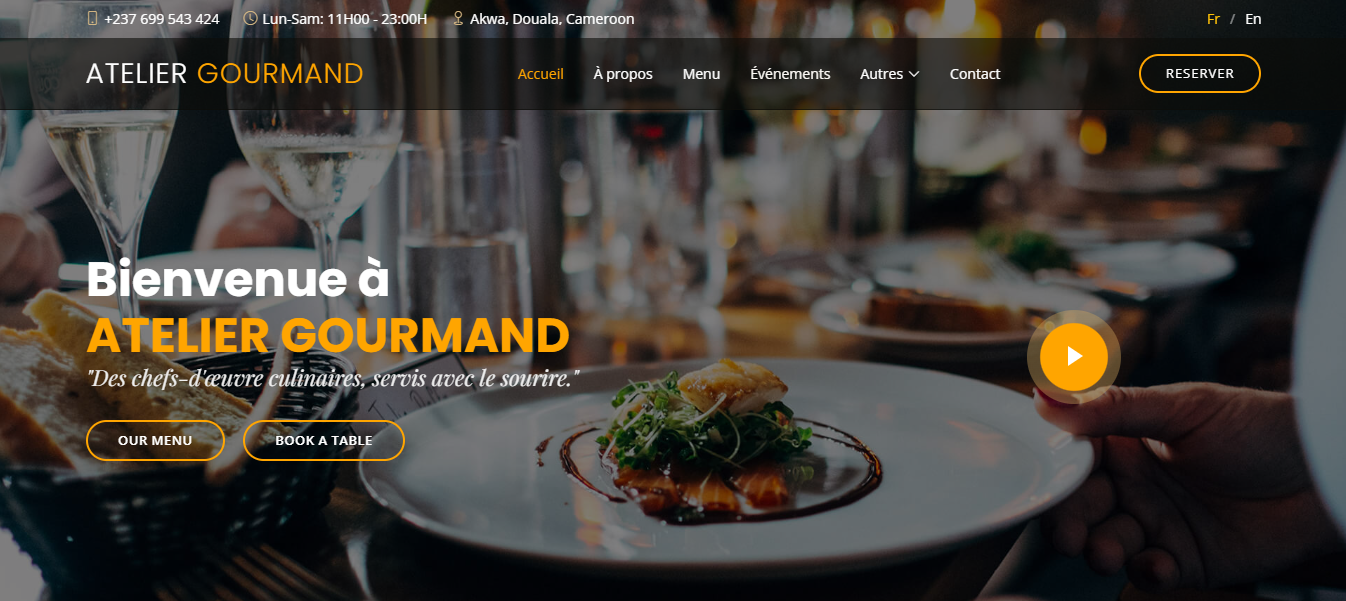 +237 699 543 424 Lun-Sam: 11H00 - 23:00H Akwa, Douala, Cameroon Fr / En
ATELIER GOURMAND Accueil À propos Menu Événements Autres Contact RESERVER
Bienvenue à
ATELIER GOURMAND
"Des chefs-d'œuvre culinaires, servis avec le sourire."
OUR MENU BOOK A TABLE